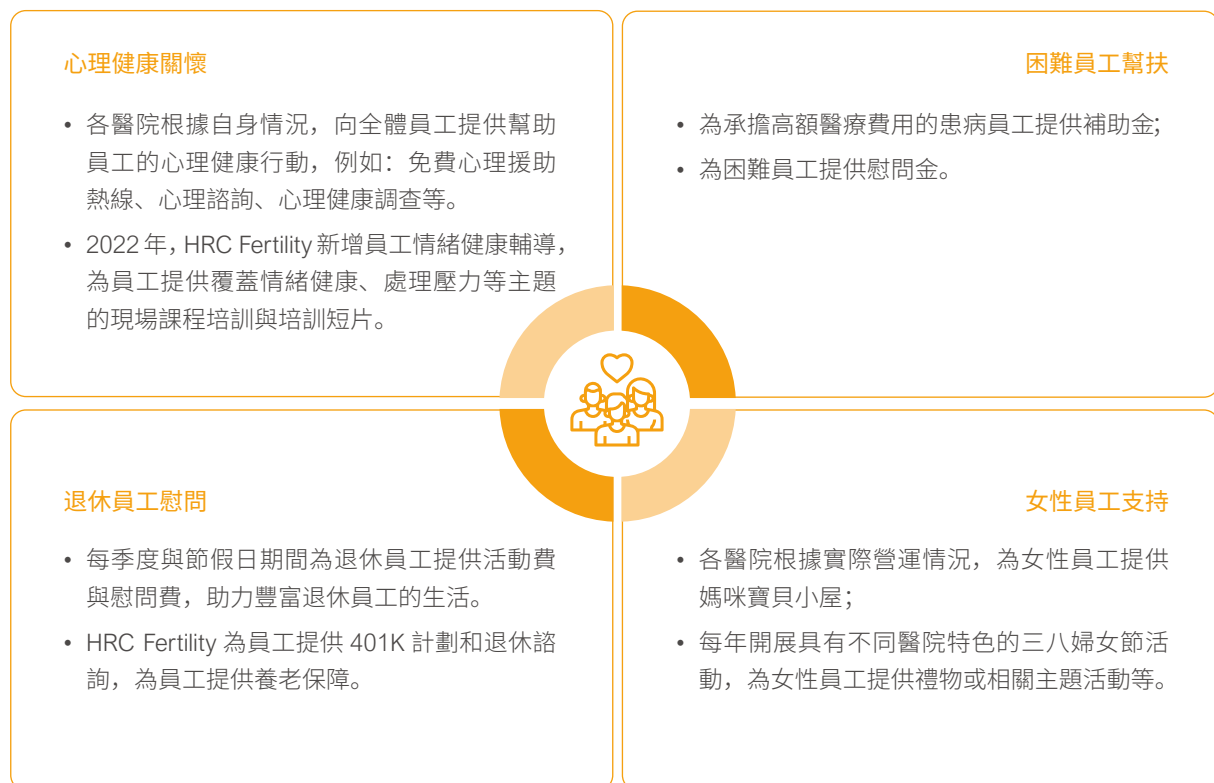 心理健康關懷
• 各醫院根據自身情況，向全體員工提供幫助
員工的心理健康行動，例如：免費心理援助
熱線、心理諮詢、心理健康調查等。
• 2022年，HRC Fertility 新增員工情緒健康輔導，
為員工提供覆蓋情緒健康、處理壓力等主題
的現場課程培訓與培訓短片。
困難員工幫扶
• 為承擔高額醫療費用的患病員工提供補助金；
• 為困難員工提供慰問金。
退休員工慰問
• 每季度與節假日期間為退休員工提供活動費
與慰問費，助力豐富退休員工的生活。
• HRC Fertility 為員工提供 401K 計劃和退休諮
詢，為員工提供養老保障。
女性員工支持
• 各醫院根據實際營運情況，為女性員工提供
媽咪寶貝小屋；
• 每年開展具有不同醫院特色的三八婦女節活
動，為女性員工提供禮物或相關主題活動等。